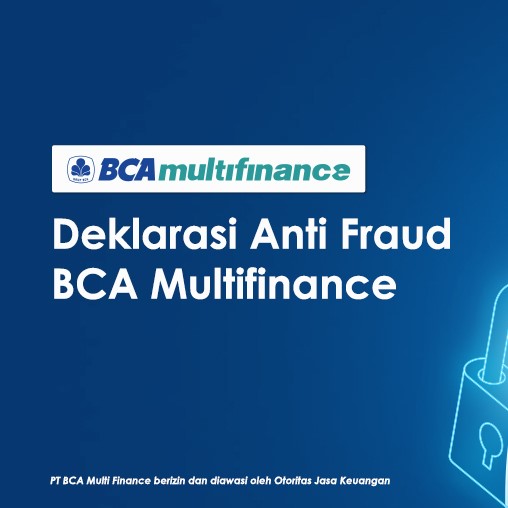 BCA multifinance
Deklarasi Anti Fraud
BCA Multifinance
PT BCA Multi Finance berizin dan diawasi oleh Otoritas Jasa Keuangan